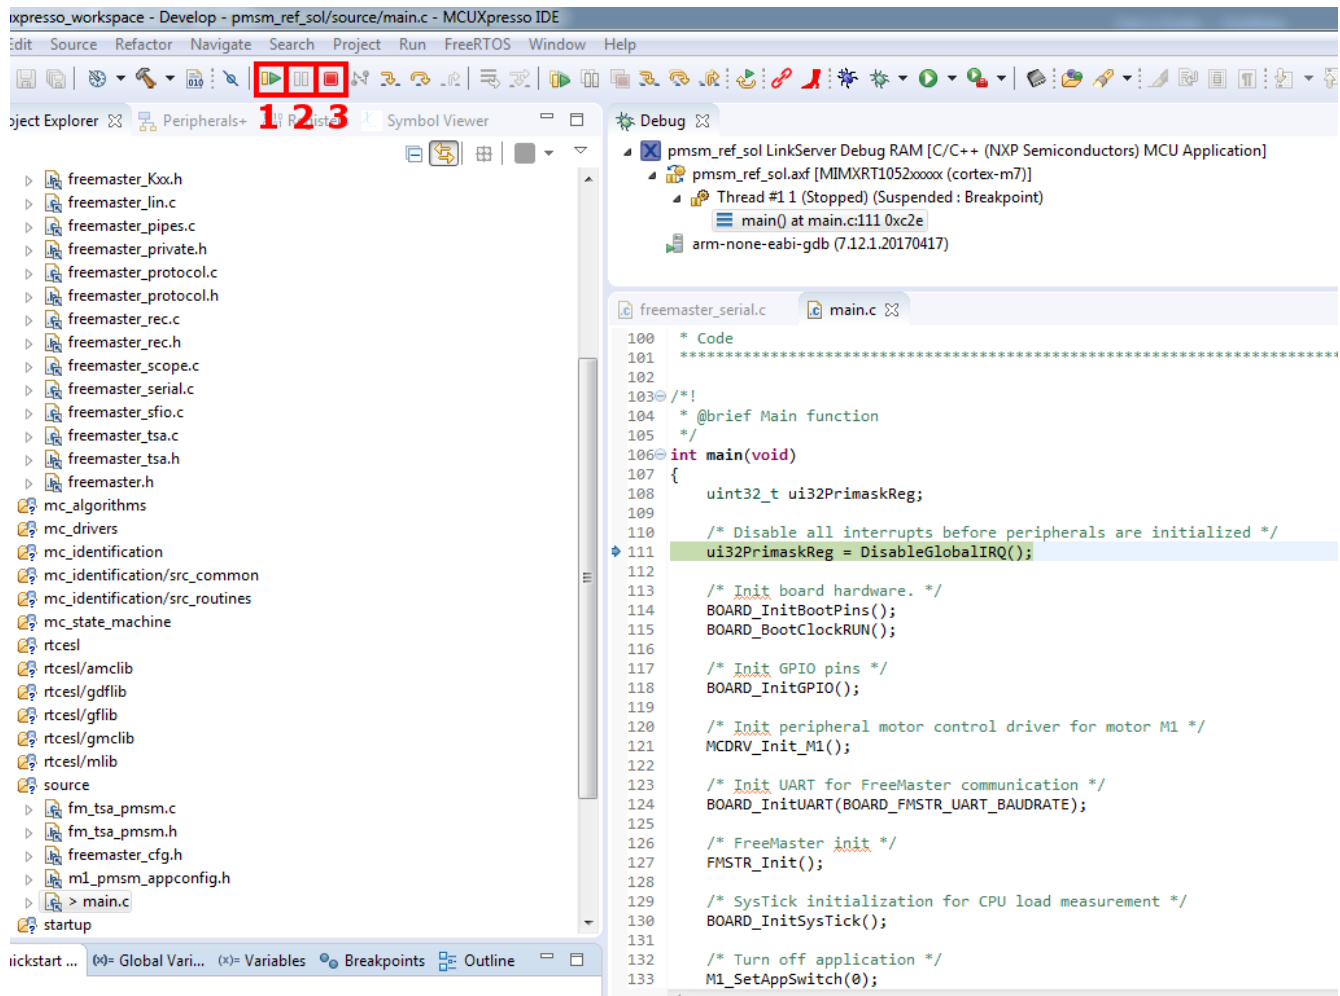 xpresso_workspace - Develop - pmsm_ref_sol/source/main.c - MCUXpresso IDE
Edit Source Refactor Navigate Search Project Run FreeRTOS Window Help
1 2 3
oject Explorer Peripherals+ Registers Symbol Viewer
freemaster_Kxx.h
freemaster_lin.c
freemaster_pipes.c
freemaster_private.h
freemaster_protocol.c
freemaster_protocol.h
freemaster_rec.c
freemaster_rec.h
freemaster_scope.c
freemaster_serial.c
freemaster_sfio.c
freemaster_tsa.c
freemaster_tsa.h
freemaster.h
mc_algorithms
mc_drivers
mc_identification
mc_identification/src_common
mc_identification/src_routines
mc_state_machine
rtcesl
rtcesl/amclib
rtcesl/gdflib
rtcesl/gflib
rtcesl/gmclib
rtcesl/mlib
source
fm_tsa_pmsm.c
fm_tsa_pmsm.h
freemaster_cfg.h
m1_pmsm_appconfig.h
> main.c
startup
uickstart ... (x)= Global Vari... (x)= Variables Breakpoints Outline
Debug
pmsm_ref_sol LinkServer Debug RAM [C/C++ (NXP Semiconductors) MCU Application]
pmsm_ref_sol.axf [MIMXRT1052xxxxx (cortex-m7)]
Thread #1 1 (Stopped) (Suspended : Breakpoint)
main() at main.c:111 0xc2e
arm-none-eabi-gdb (7.12.1.20170417)
freemaster_serial.c main.c
100 * Code
101 ******************************************************************************
102
103 /*!
104 * @brief Main function
105 */
106 int main(void)
107 {
108 uint32_t ui32PrimaskReg;
109
110 /* Disable all interrupts before peripherals are initialized */
111 ui32PrimaskReg = DisableGlobalIRQ();
112
113 /* Init board hardware. */
114 BOARD_InitBootPins();
115 BOARD_BootClockRUN();
116
117 /* Init GPIO pins */
118 BOARD_InitGPIO();
119
120 /* Init peripheral motor control driver for motor M1 */
121 MCDRV_Init_M1();
122
123 /* Init UART for FreeMaster communication */
124 BOARD_InitUART(BOARD_FMSTR_UART_BAUDRATE);
125
126 /* FreeMaster init */
127 FMSTR_Init();
128
129 /* SysTick initialization for CPU load measurement */
130 BOARD_InitSysTick();
131
132 /* Turn off application */
133 M1_SetAppSwitch(0);